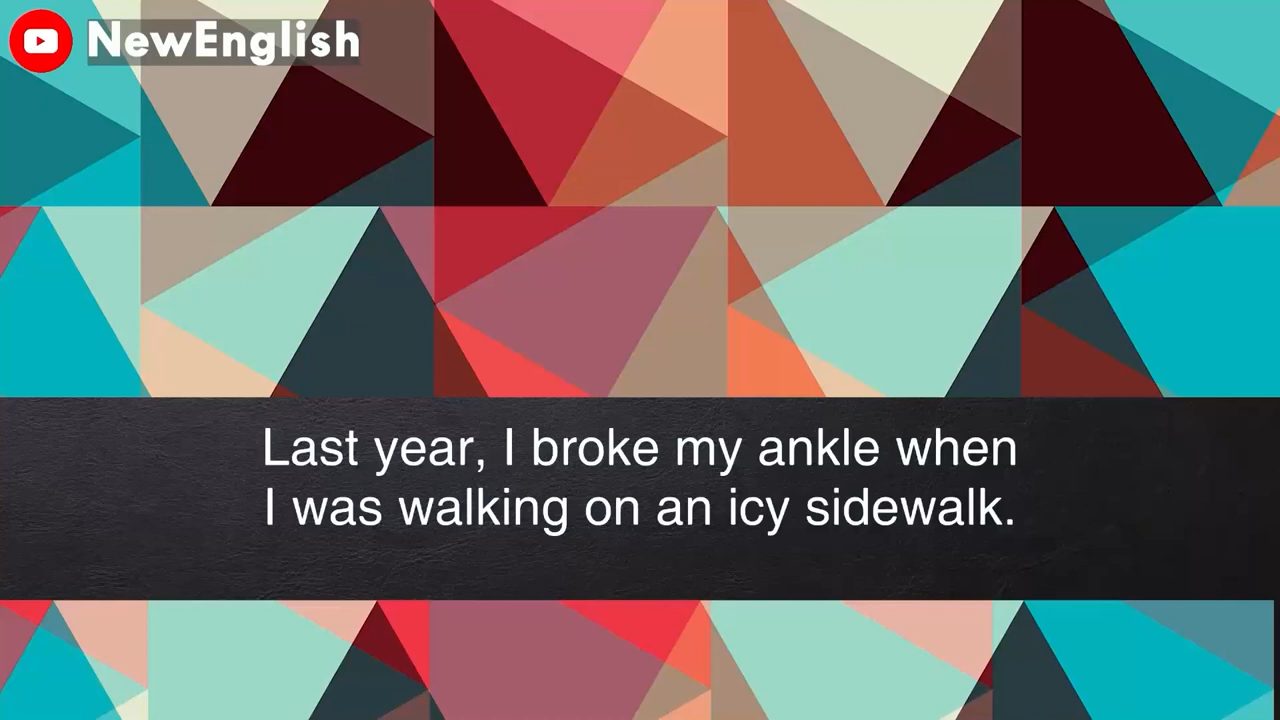 NewEnglish
Last year, I broke my ankle when
I was walking on an icy sidewalk.